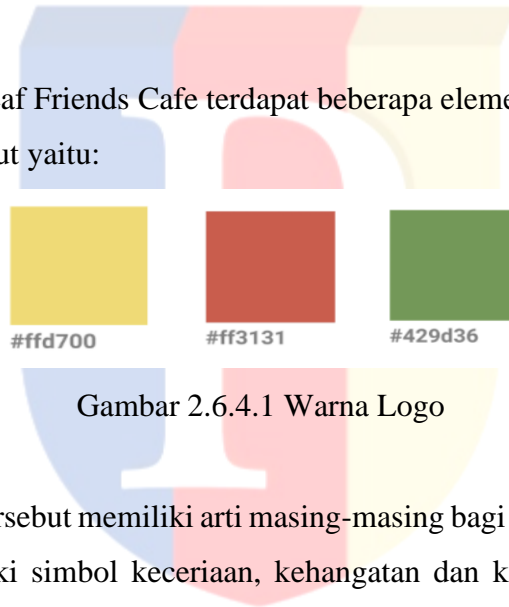 af Friends Cafe terdapat beberapa eleme
ut yaitu:
#ffd700 #ff3131 #429d36
Gambar 2.6.4.1 Warna Logo
rsebut memiliki arti masing-masing bagi
ki simbol keceriaan, kehangatan dan k